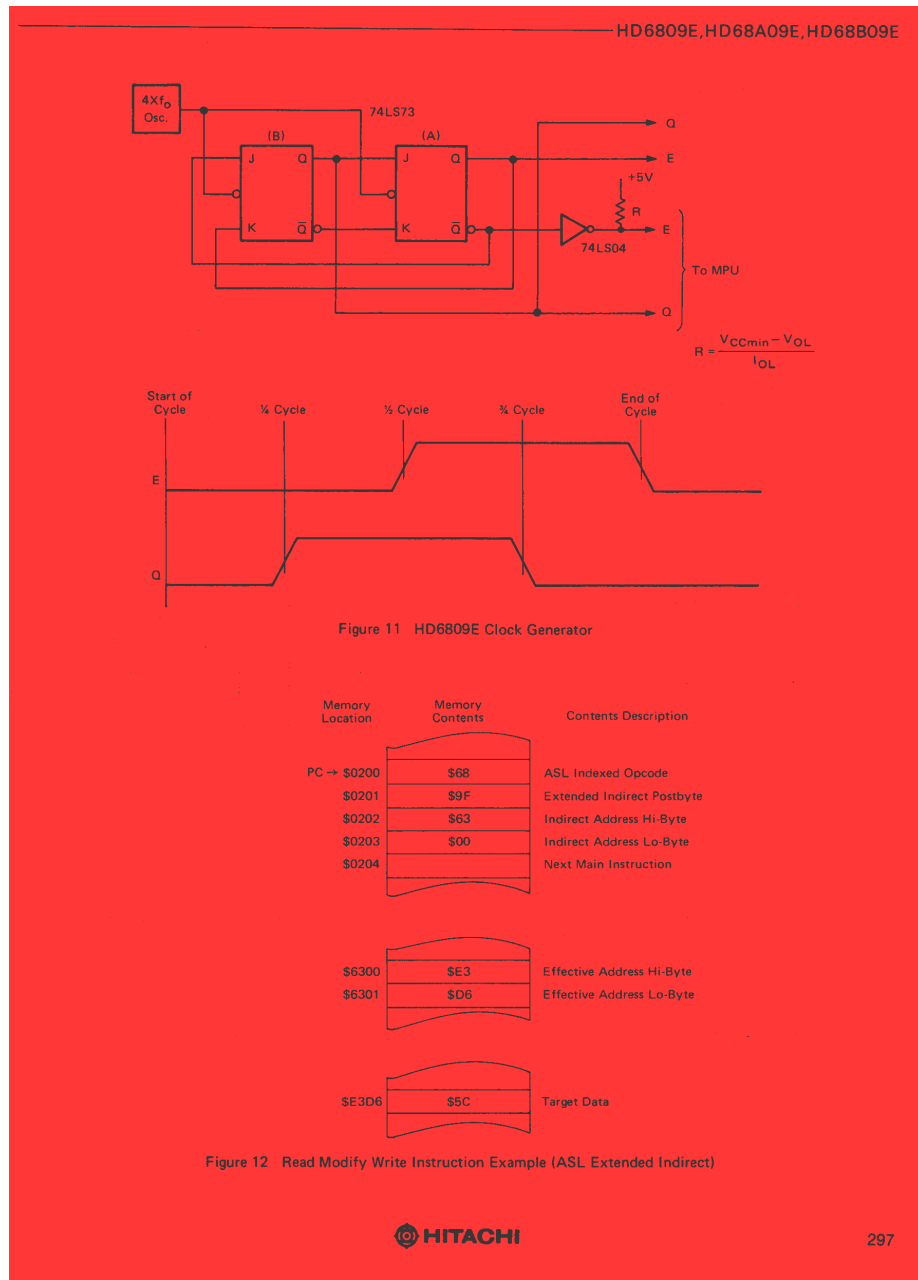 HD6809E,HD68A09E,HD68B09E
4Xfo
Osc.
74LS73
(B)
(A)
J
Q
K
Q̅
J
Q
K
Q̅
Q
E
+5V
R
E
74LS04
To MPU
Q
R = VCCmin − VOL
IOL
Start of
Cycle
¼ Cycle
½ Cycle
¾ Cycle
End of
Cycle
E
Q
Figure 11 HD6809E Clock Generator
Memory
Location
Memory
Contents
Contents Description
PC → $0200 $68 ASL Indexed Opcode
$0201 $9F Extended Indirect Postbyte
$0202 $63 Indirect Address Hi-Byte
$0203 $00 Indirect Address Lo-Byte
$0204 Next Main Instruction
$6300 $E3 Effective Address Hi-Byte
$6301 $D6 Effective Address Lo-Byte
$E3D6 $5C Target Data
Figure 12 Read Modify Write Instruction Example (ASL Extended Indirect)
HITACHI
297